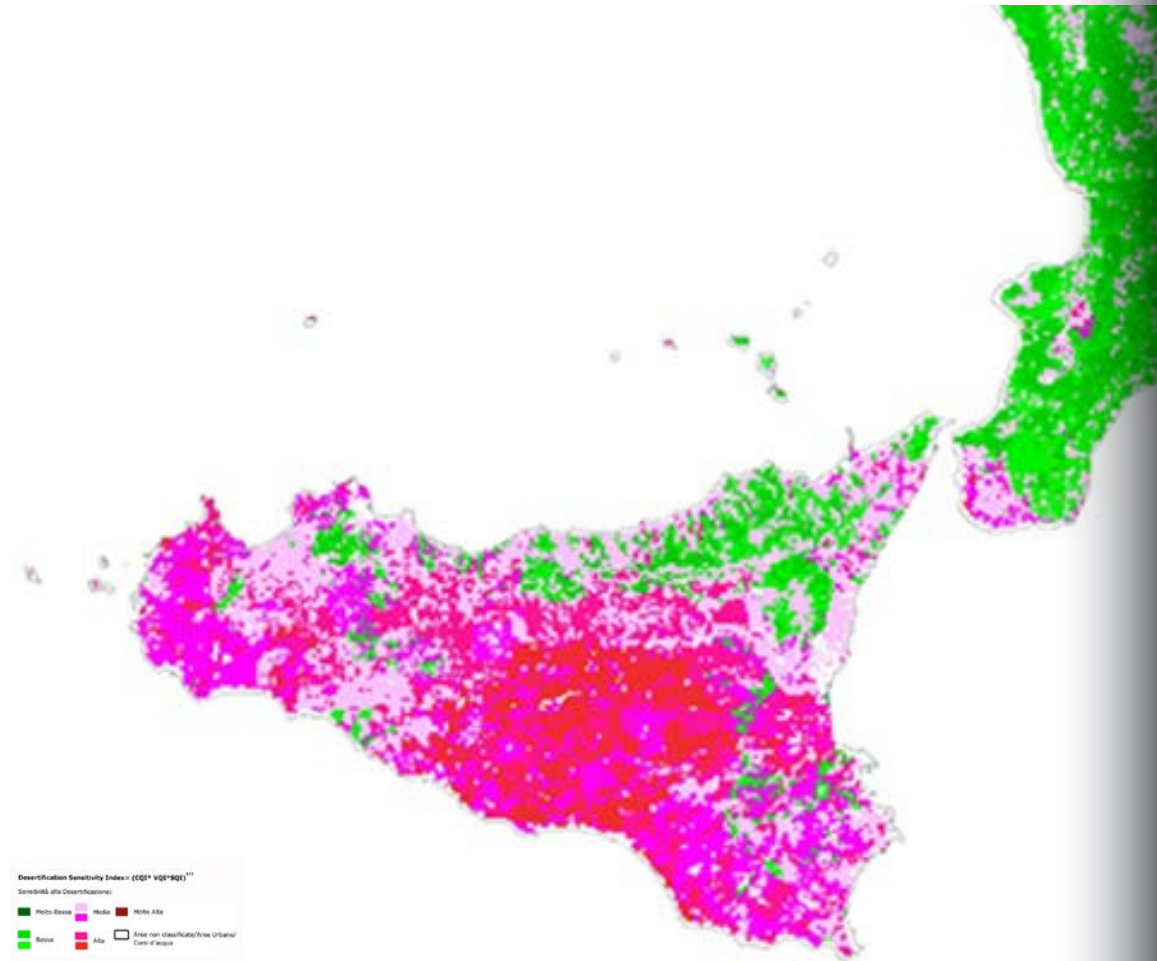 Desertification Sensitivity Index= (CQI* VQI*SQI)^1/3
Sensibilità alla Desertificazione:
Molto Bassa Media Molto Alta
Bassa Alta Aree non classificate/Aree Urbane/
Corsi d'acqua